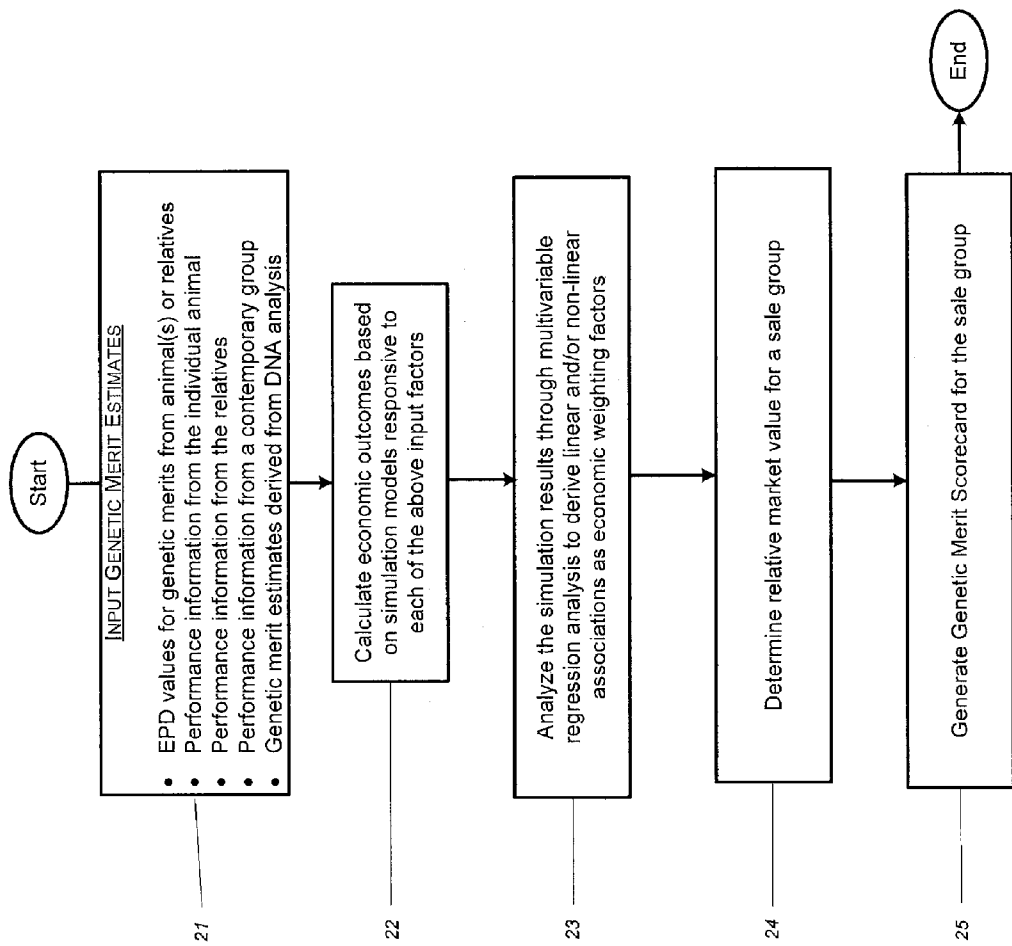 Start
INPUT GENETIC MERIT ESTIMATES
• EPD values for genetic merits from animal(s) or relatives
• Performance information from the individual animal
• Performance information from the relatives
• Performance information from a contemporary group
• Genetic merit estimates derived from DNA analysis
21
Calculate economic outcomes based
on simulation models responsive to
each of the above input factors
22
Analyze the simulation results through multivariable
regression analysis to derive linear and/or non-linear
associations as economic weighting factors
23
Determine relative market value for a sale group
24
Generate Genetic Merit Scorecard for the sale group
25
End